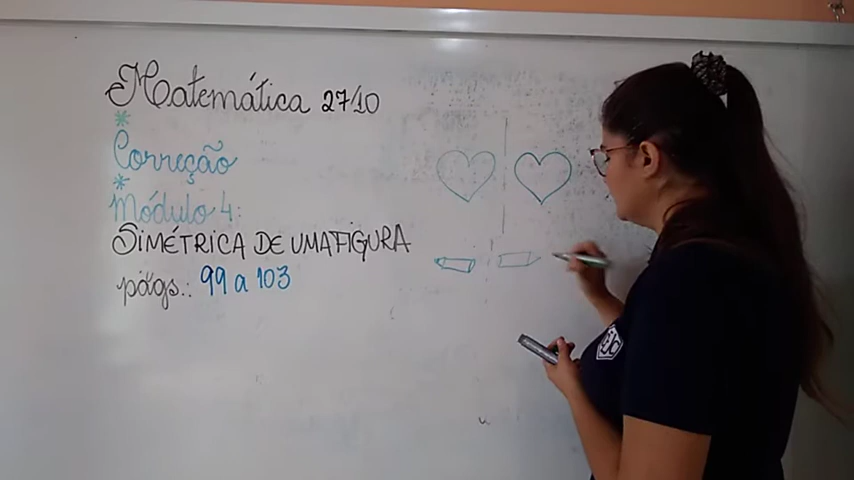 Matemática 27/10
* Correção
* Módulo 4:
SIMÉTRICA DE UMA FIGURA
págs.: 99 a 103